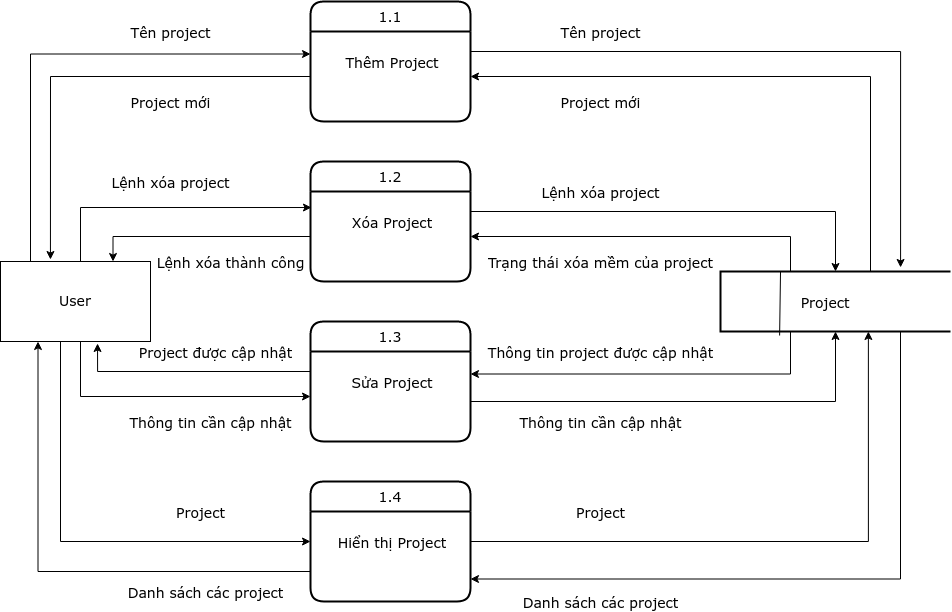 1.1
Tên project
Thêm Project
Tên project
Project mới
Project mới
1.2
Lệnh xóa project
Xóa Project
Lệnh xóa project
Lệnh xóa thành công
Trạng thái xóa mềm của project
User
Project
1.3
Project được cập nhật
Sửa Project
Thông tin project được cập nhật
Thông tin cần cập nhật
Thông tin cần cập nhật
1.4
Project
Hiển thị Project
Project
Danh sách các project
Danh sách các project